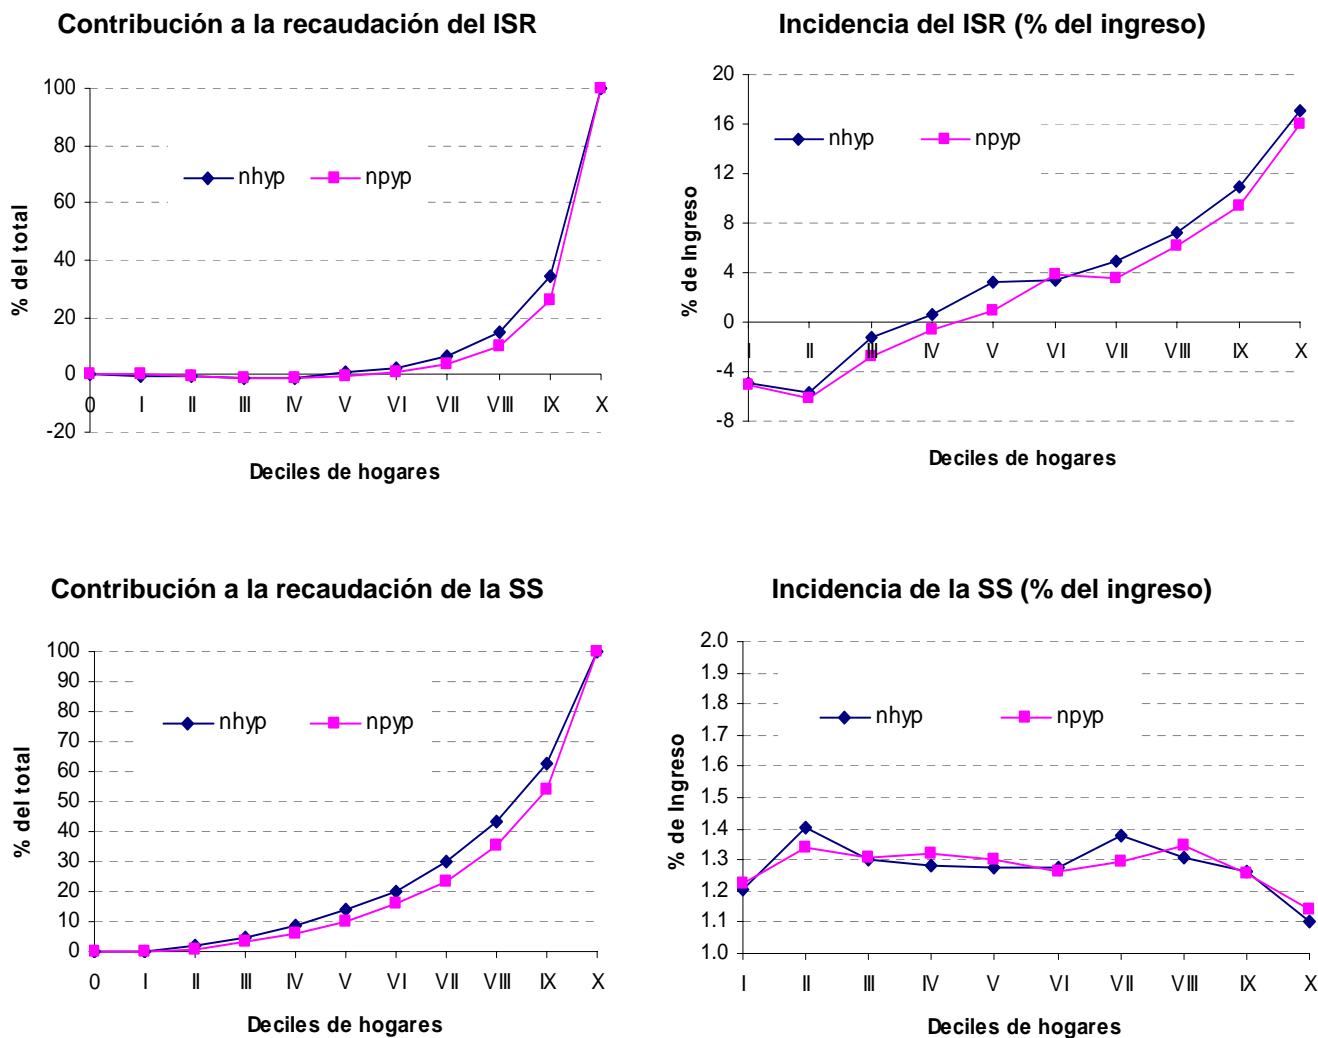 Contribución a la recaudación del ISR
% del total
100
80
60
40
20
0
-20
nhyp npyp
0 I II III IV V VI VII VIII IX X
Deciles de hogares
Incidencia del ISR (% del ingreso)
% de Ingreso
20
16
12
8
4
0
-4
-8
nhyp npyp
I II III IV V VI VII VIII IX X
Deciles de hogares
Contribución a la recaudación de la SS
% del total
100
90
80
70
60
50
40
30
20
10
0
nhyp npyp
0 I II III IV V VI VII VIII IX X
Deciles de hogares
Incidencia de la SS (% del ingreso)
% de Ingreso
2.0
1.9
1.8
1.7
1.6
1.5
1.4
1.3
1.2
1.1
1.0
nhyp npyp
I II III IV V VI VII VIII IX X
Deciles de hogares